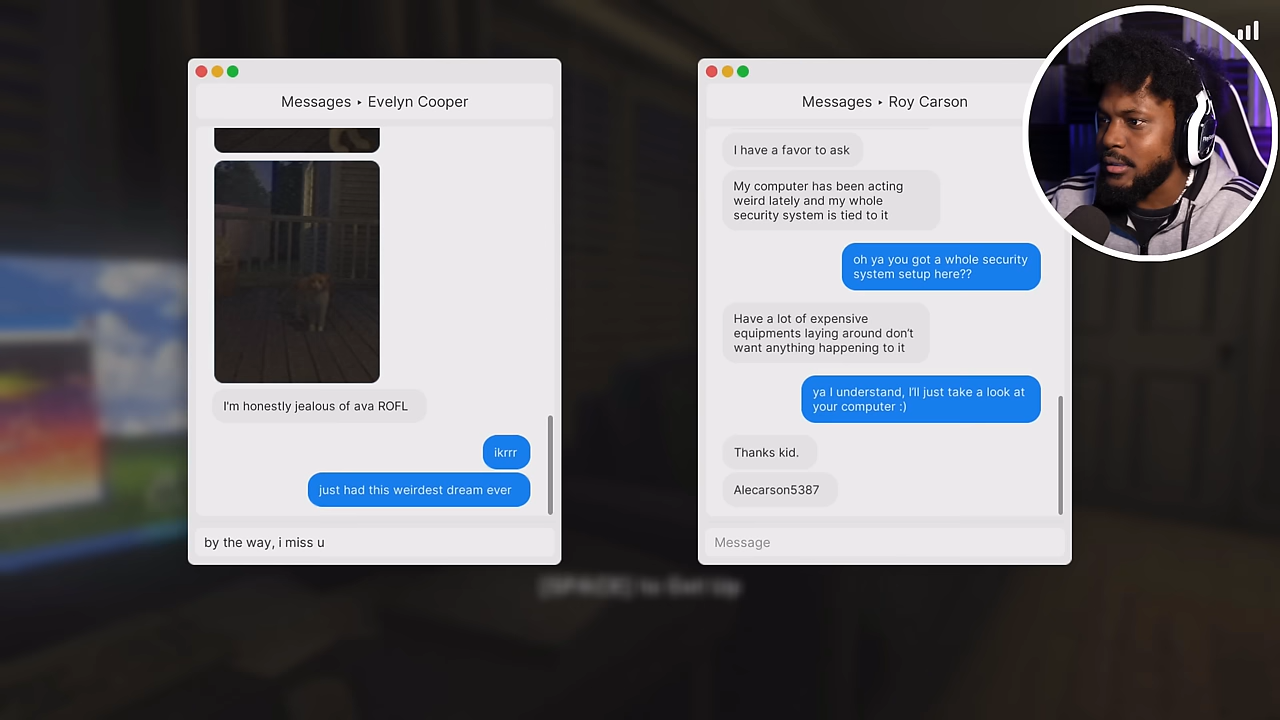 Messages ‣ Evelyn Cooper
I'm honestly jealous of ava ROFL
ikrrr
just had this weirdest dream ever
by the way, i miss u
Messages ‣ Roy Carson
I have a favor to ask
My computer has been acting
weird lately and my whole
security system is tied to it
oh ya you got a whole security
system setup here??
Have a lot of expensive
equipments laying around don't
want anything happening to it
ya I understand, I'll just take a look at
your computer :)
Thanks kid.
Alecarson5387
Message
[SPACE] to Get Up